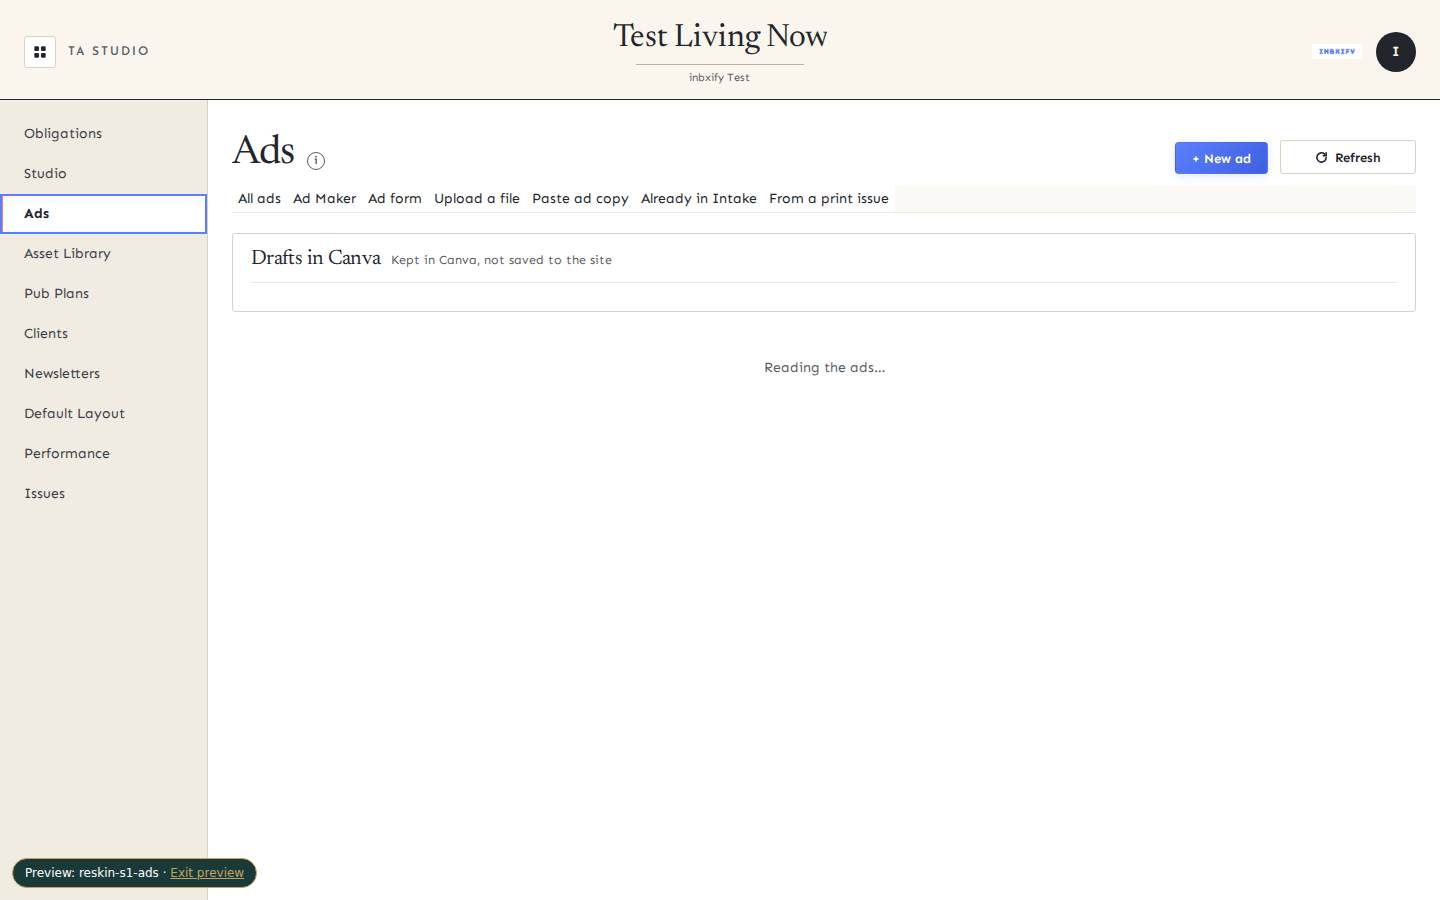 TA STUDIO
Test Living Now
inbxify Test
INBXIFY
I
Obligations
Studio
Ads
Asset Library
Pub Plans
Clients
Newsletters
Default Layout
Performance
Issues
Ads i
+ New ad
Refresh
All ads Ad Maker Ad form Upload a file Paste ad copy Already in Intake From a print issue
Drafts in Canva Kept in Canva, not saved to the site
Reading the ads...
Preview: reskin-s1-ads · Exit preview